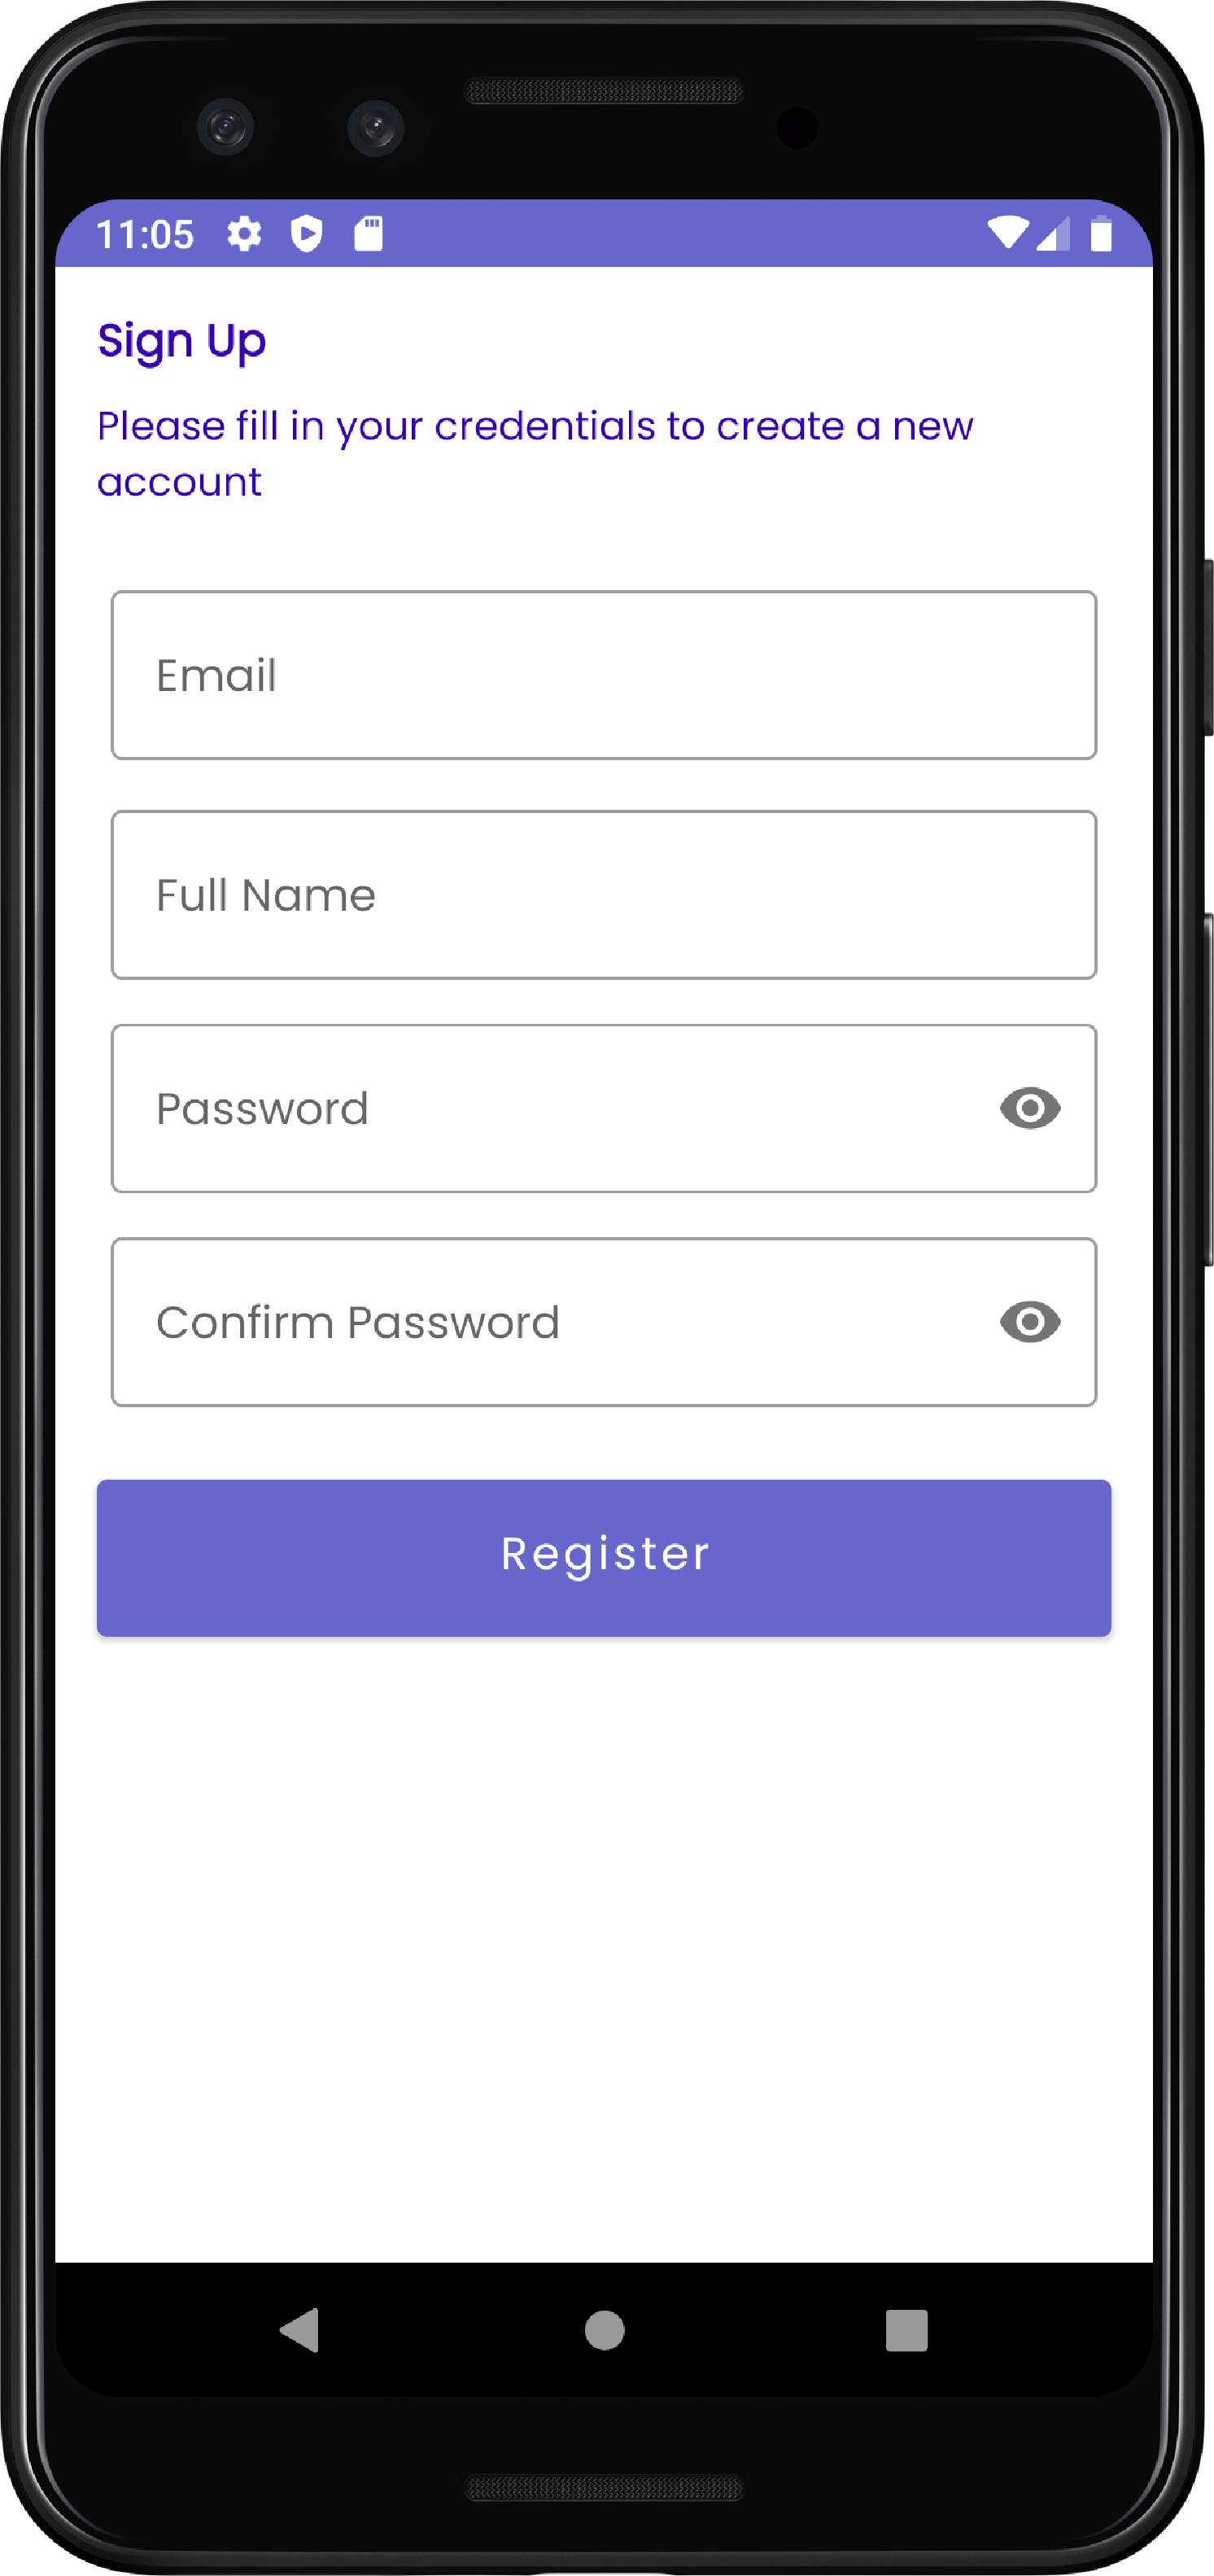 11:05
Sign Up
Please fill in your credentials to create a new
account
Email
Full Name
Password
Confirm Password
Register